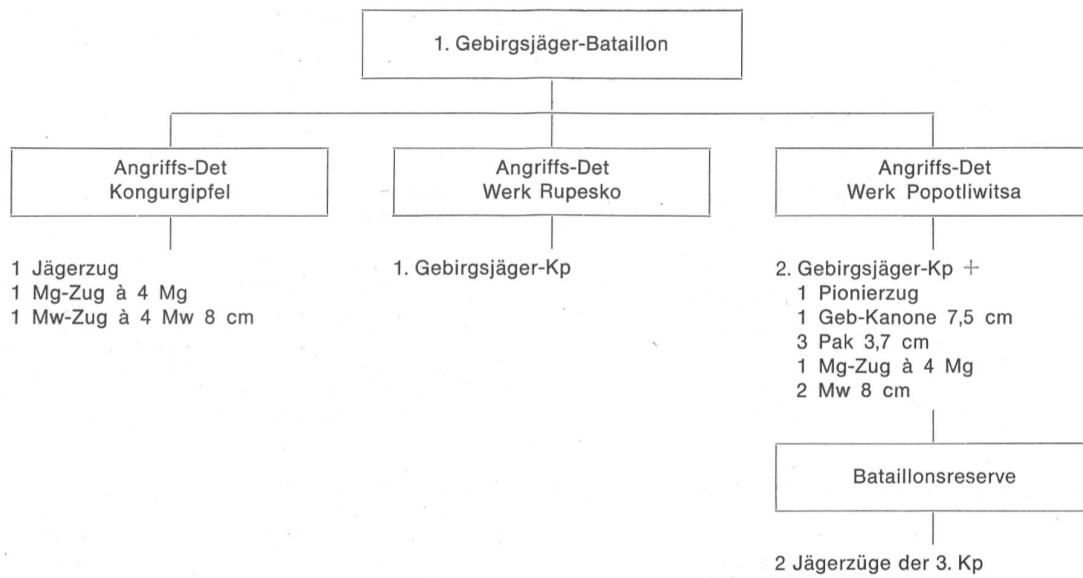 1. Gebirgsjäger-Bataillon
Angriffs-Det
Kongurgipfel
1 Jägerzug
1 Mg-Zug à 4 Mg
1 Mw-Zug à 4 Mw 8 cm
Angriffs-Det
Werk Rupesko
1. Gebirgsjäger-Kp
Angriffs-Det
Werk Popotliwitsa
2. Gebirgsjäger-Kp +
1 Pionierzug
1 Geb-Kanone 7,5 cm
3 Pak 3,7 cm
1 Mg-Zug à 4 Mg
2 Mw 8 cm
Bataillonsreserve
2 Jägerzüge der 3. Kp